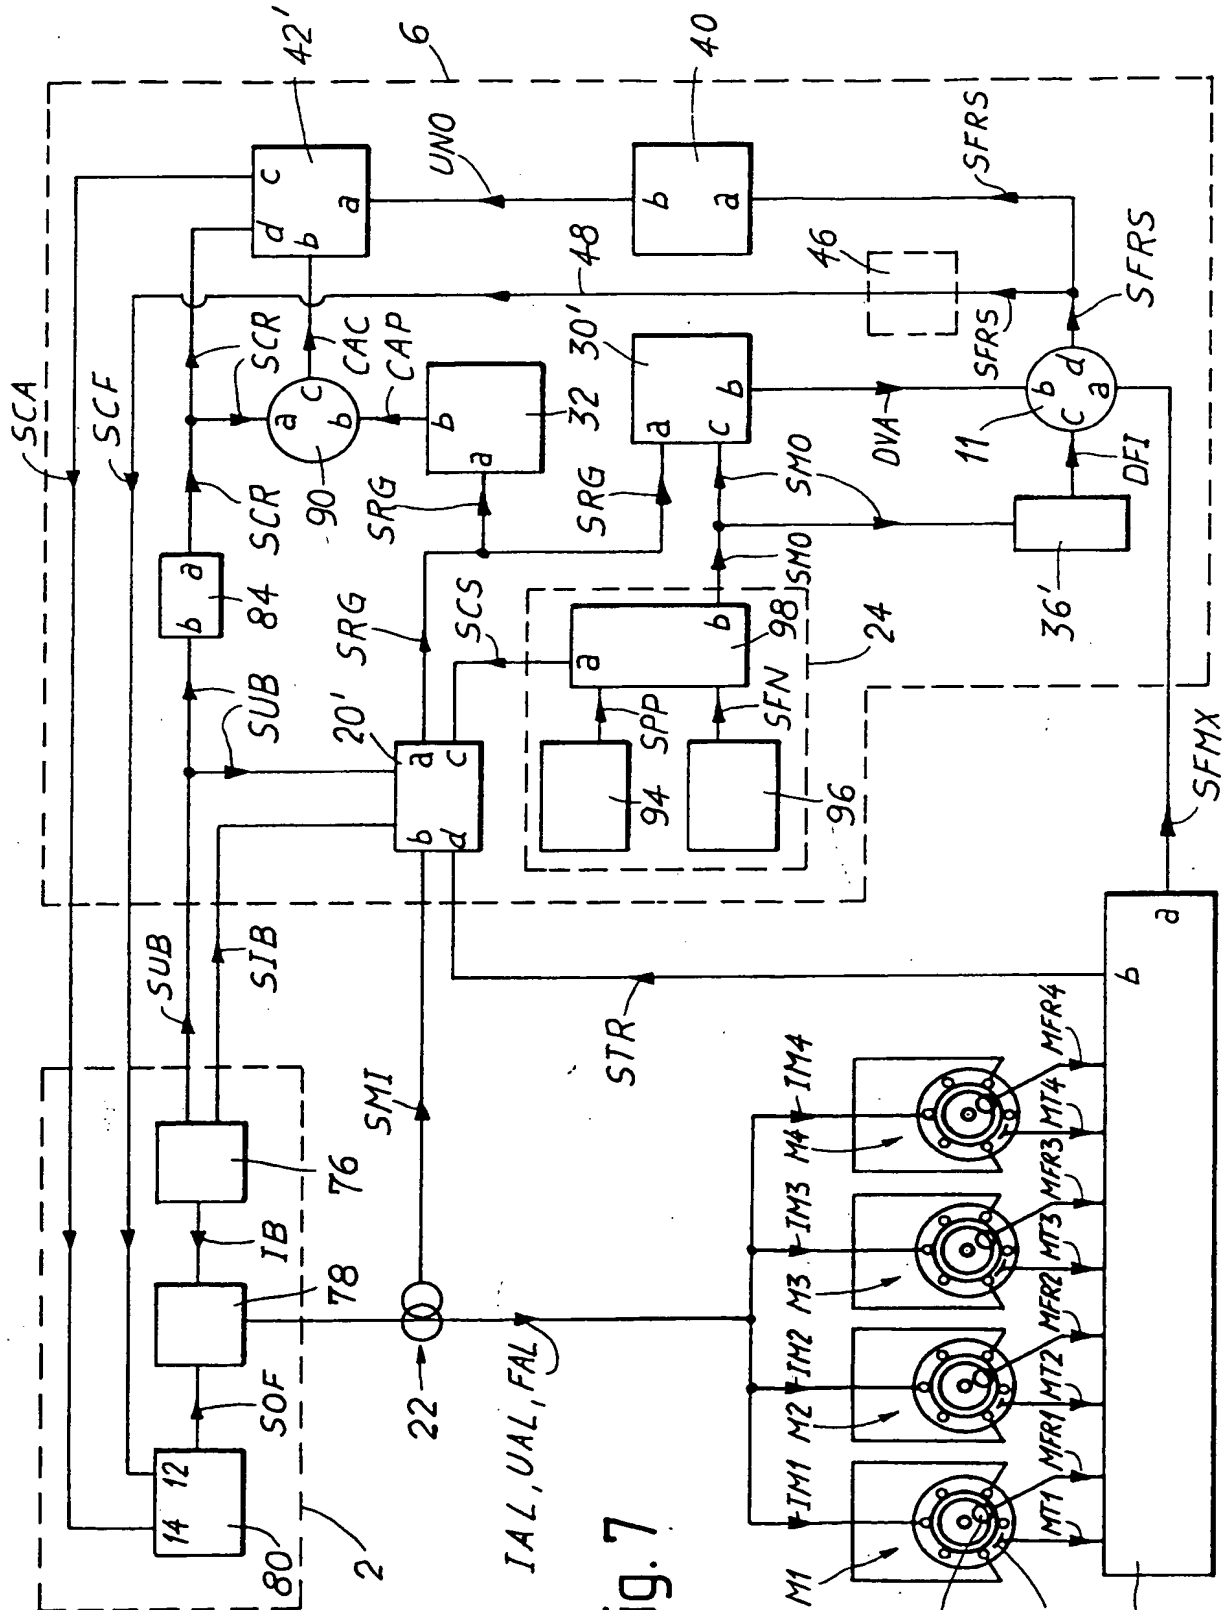 SCA
SCF
42'
6
c
d
b
a
UNO
40
b
a
SFRS
48
46
SFRS
SFRS
SCR
SCR
CAC
CAP
a
c
b
90
b
a
32
30'
a
c
b
SRG
SRG
SRG
DVA
11
b
c
d
a
DFI
36'
SMO
SMO
84
b
a
SUB
SUB
20'
a
c
b
d
SCS
a
b
98
24
SPP
SFN
94
96
SFMX
SIB
STR
SMI
76
IB
78
SOF
14
12
80
2
22
IAL, UAL, FAL
ig. 7
M1
IM1
M2
IM2
M3
IM3
M4
IM4
MT1
MFR1
MT2
MFR2
MT3
MFR3
MT4
MFR4
b
a